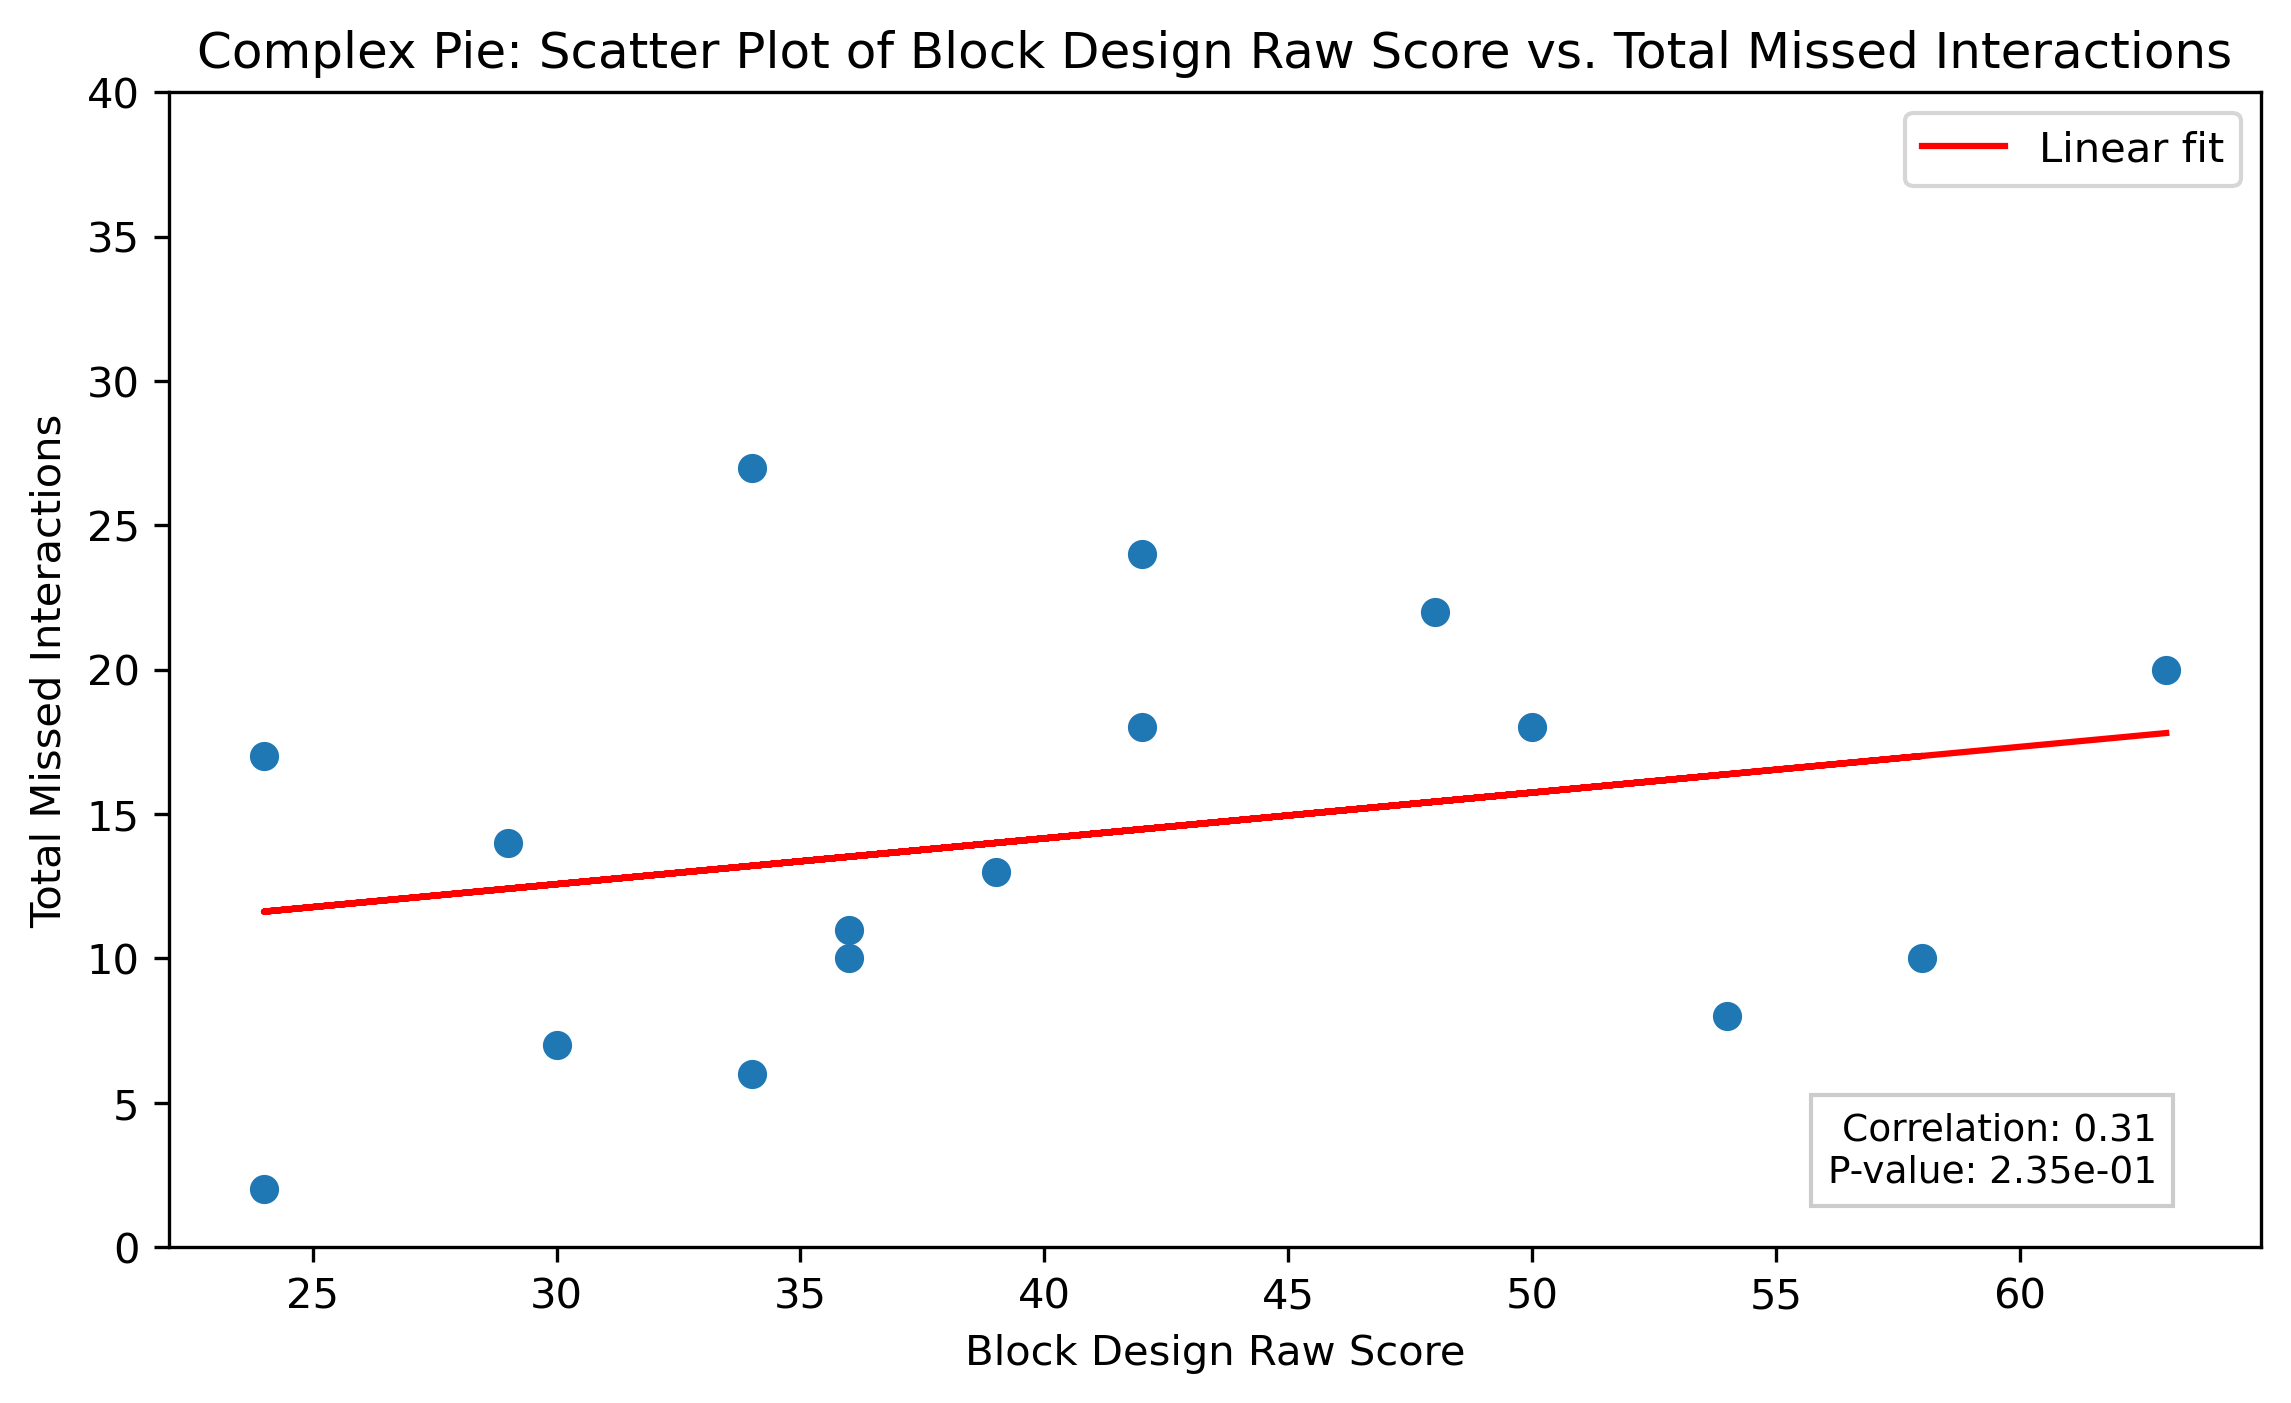 Complex Pie: Scatter Plot of Block Design Raw Score vs. Total Missed Interactions
Linear fit
40
35
30
25
20
15
10
5
0
Total Missed Interactions
Correlation: 0.31
P-value: 2.35e-01
25 30 35 40 45 50 55 60
Block Design Raw Score